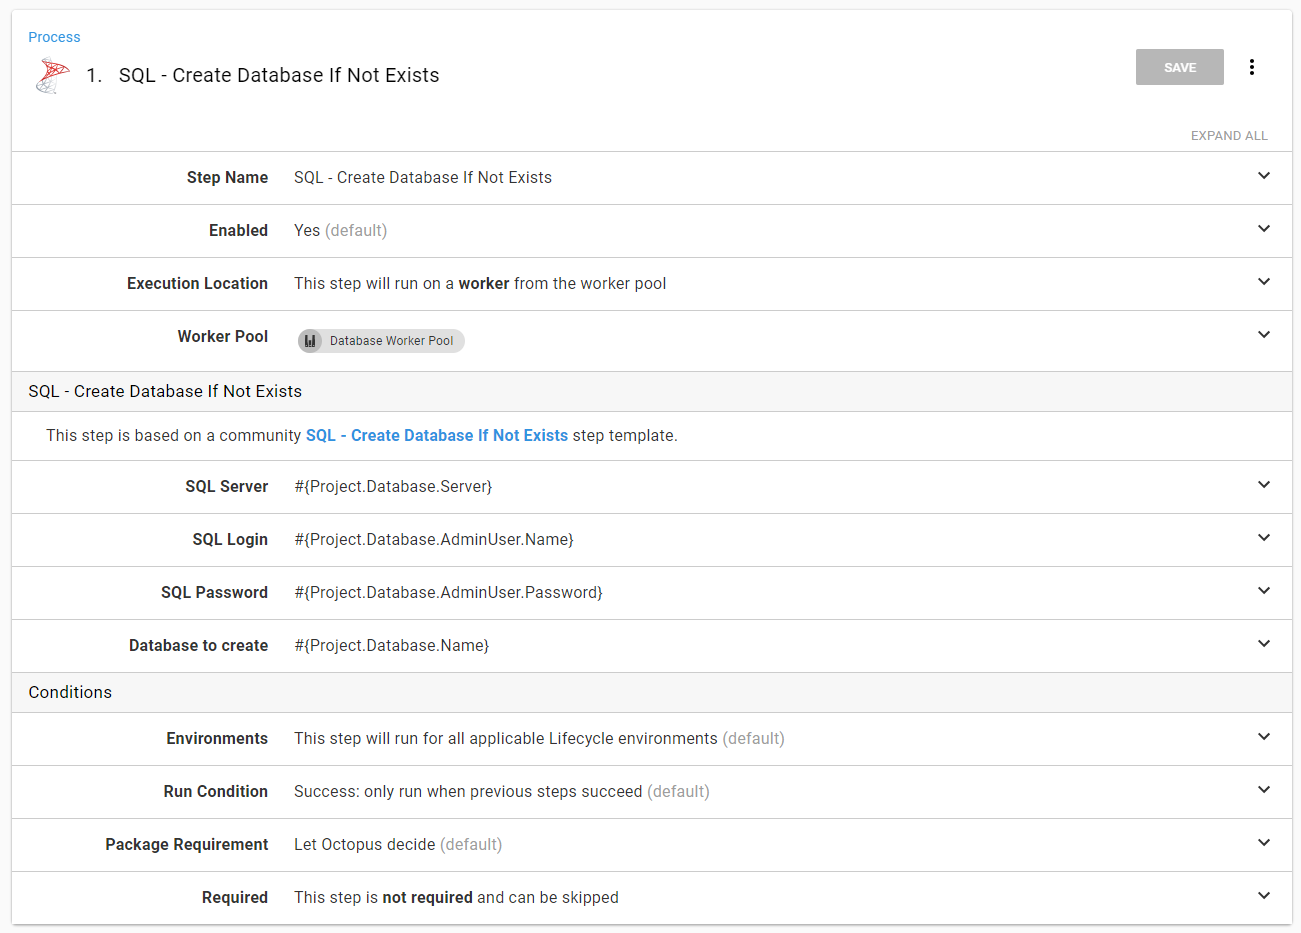 Process
1. SQL - Create Database If Not Exists
SAVE
EXPAND ALL
Step Name SQL - Create Database If Not Exists
Enabled Yes (default)
Execution Location This step will run on a worker from the worker pool
Worker Pool Database Worker Pool
SQL - Create Database If Not Exists
This step is based on a community SQL - Create Database If Not Exists step template.
SQL Server #{Project.Database.Server}
SQL Login #{Project.Database.AdminUser.Name}
SQL Password #{Project.Database.AdminUser.Password}
Database to create #{Project.Database.Name}
Conditions
Environments This step will run for all applicable Lifecycle environments (default)
Run Condition Success: only run when previous steps succeed (default)
Package Requirement Let Octopus decide (default)
Required This step is not required and can be skipped